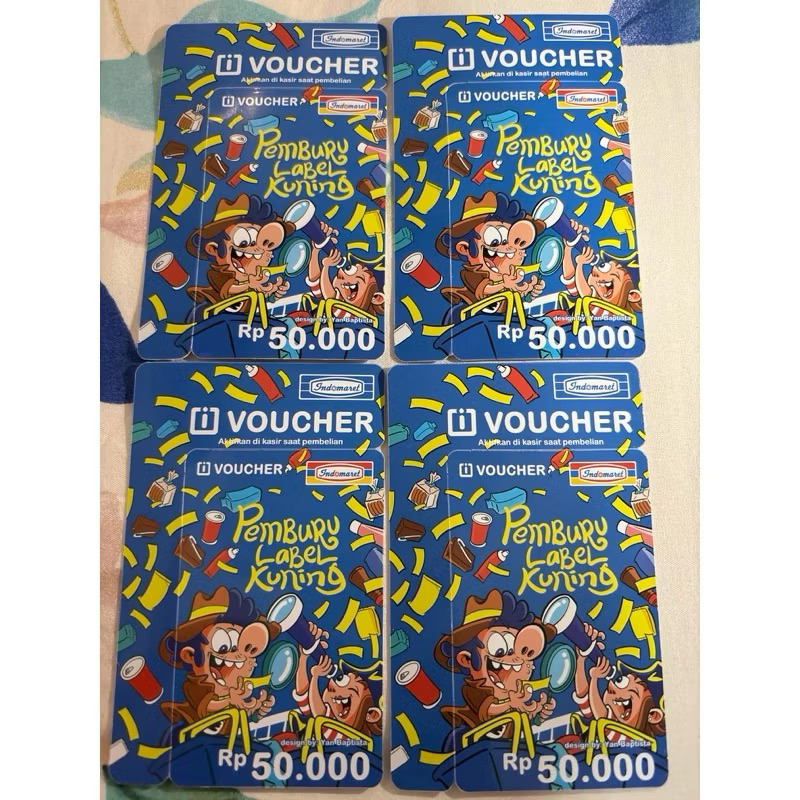 Indomaret
i VOUCHER
Aktifkan di kasir saat pembelian
i VOUCHER Indomaret
Pemburu
Label
Kuning
design by: Yan Baptista
Rp 50.000
Indomaret
i VOUCHER
Aktifkan di kasir saat pembelian
i VOUCHER Indomaret
Pemburu
Label
Kuning
design by: Yan Baptista
Rp 50.000
Indomaret
i VOUCHER
Aktifkan di kasir saat pembelian
i VOUCHER Indomaret
Pemburu
Label
Kuning
design by: Yan Baptista
Rp 50.000
Indomaret
i VOUCHER
Aktifkan di kasir saat pembelian
i VOUCHER Indomaret
Pemburu
Label
Kuning
design by: Yan Baptista
Rp 50.000